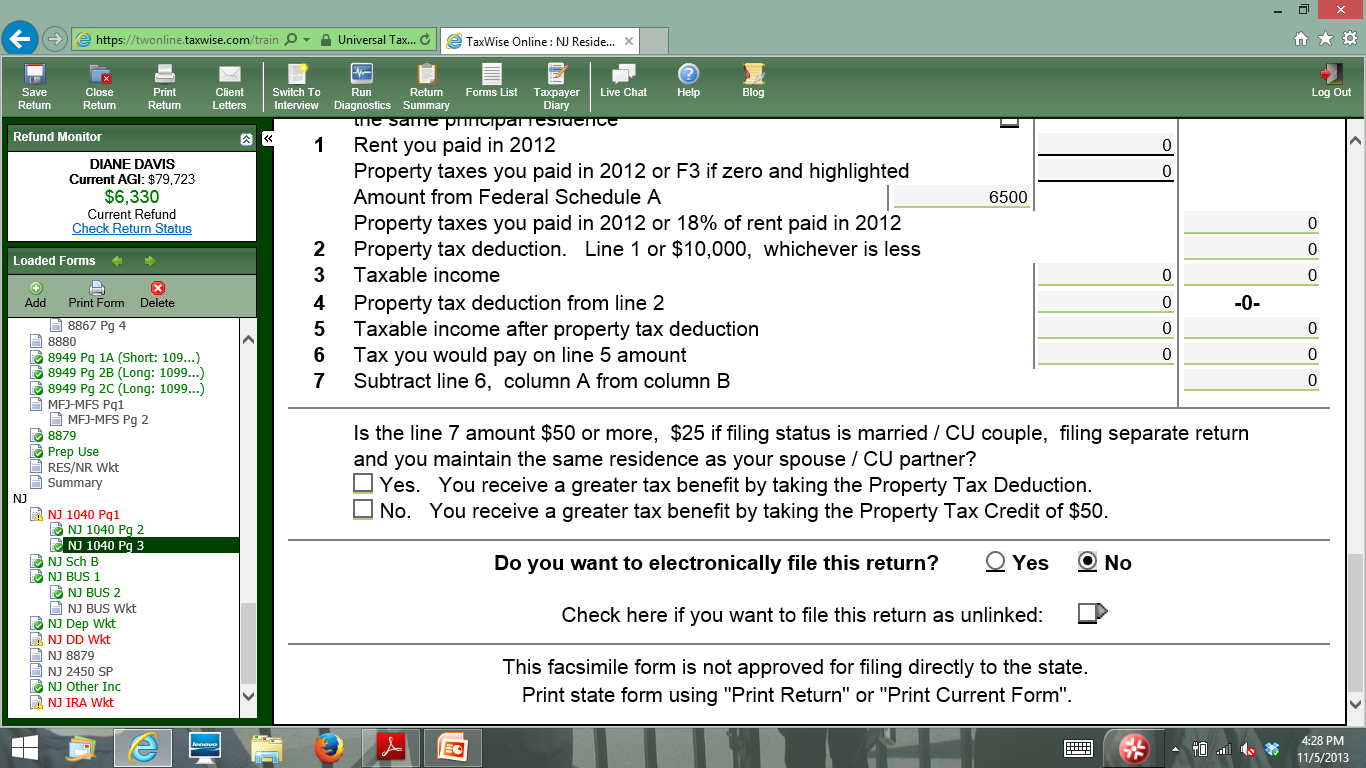 https://twonline.taxwise.com/train
Universal Tax...
TaxWise Online : NJ Reside...
Save Return
Close Return
Print Return
Client Letters
Switch To Interview
Run Diagnostics
Return Summary
Forms List
Taxpayer Diary
Live Chat
Help
Blog
Log Out
Refund Monitor
DIANE DAVIS
Current AGI: $79,723
$6,330
Current Refund
Check Return Status
Loaded Forms
Add Print Form Delete
8867 Pg 4
8880
8949 Pg 1A (Short: 109...)
8949 Pg 2B (Long: 1099...)
8949 Pg 2C (Long: 1099...)
MFJ-MFS Pg1
MFJ-MFS Pg 2
8879
Prep Use
RES/NR Wkt
Summary
NJ
NJ 1040 Pg1
NJ 1040 Pg 2
NJ 1040 Pg 3
NJ Sch B
NJ BUS 1
NJ BUS 2
NJ BUS Wkt
NJ Dep Wkt
NJ DD Wkt
NJ 8879
NJ 2450 SP
NJ Other Inc
NJ IRA Wkt
the same principal residence
1 Rent you paid in 2012 0
Property taxes you paid in 2012 or F3 if zero and highlighted 0
Amount from Federal Schedule A 6500
Property taxes you paid in 2012 or 18% of rent paid in 2012 0
2 Property tax deduction. Line 1 or $10,000, whichever is less 0
3 Taxable income 0 0
4 Property tax deduction from line 2 0 -0-
5 Taxable income after property tax deduction 0 0
6 Tax you would pay on line 5 amount 0 0
7 Subtract line 6, column A from column B 0
Is the line 7 amount $50 or more, $25 if filing status is married / CU couple, filing separate return
and you maintain the same residence as your spouse / CU partner?
Yes. You receive a greater tax benefit by taking the Property Tax Deduction.
No. You receive a greater tax benefit by taking the Property Tax Credit of $50.
Do you want to electronically file this return? Yes No
Check here if you want to file this return as unlinked:
This facsimile form is not approved for filing directly to the state.
Print state form using "Print Return" or "Print Current Form".
lenovo
4:28 PM
11/5/2013